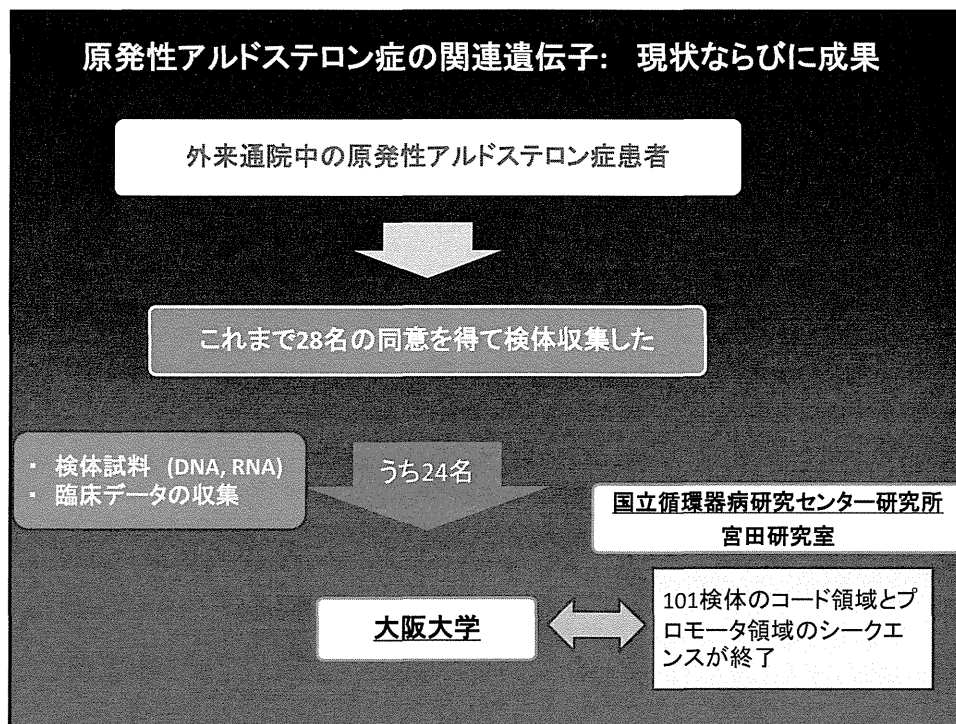 原発性アルドステロン症の関連遺伝子:　現状ならびに成果
外来通院中の原発性アルドステロン症患者
これまで28名の同意を得て検体収集した
・ 検体試料 (DNA, RNA)
・ 臨床データの収集
うち24名
国立循環器病研究センター研究所
宮田研究室
大阪大学
101検体のコード領域とプ
ロモータ領域のシークエ
ンスが終了